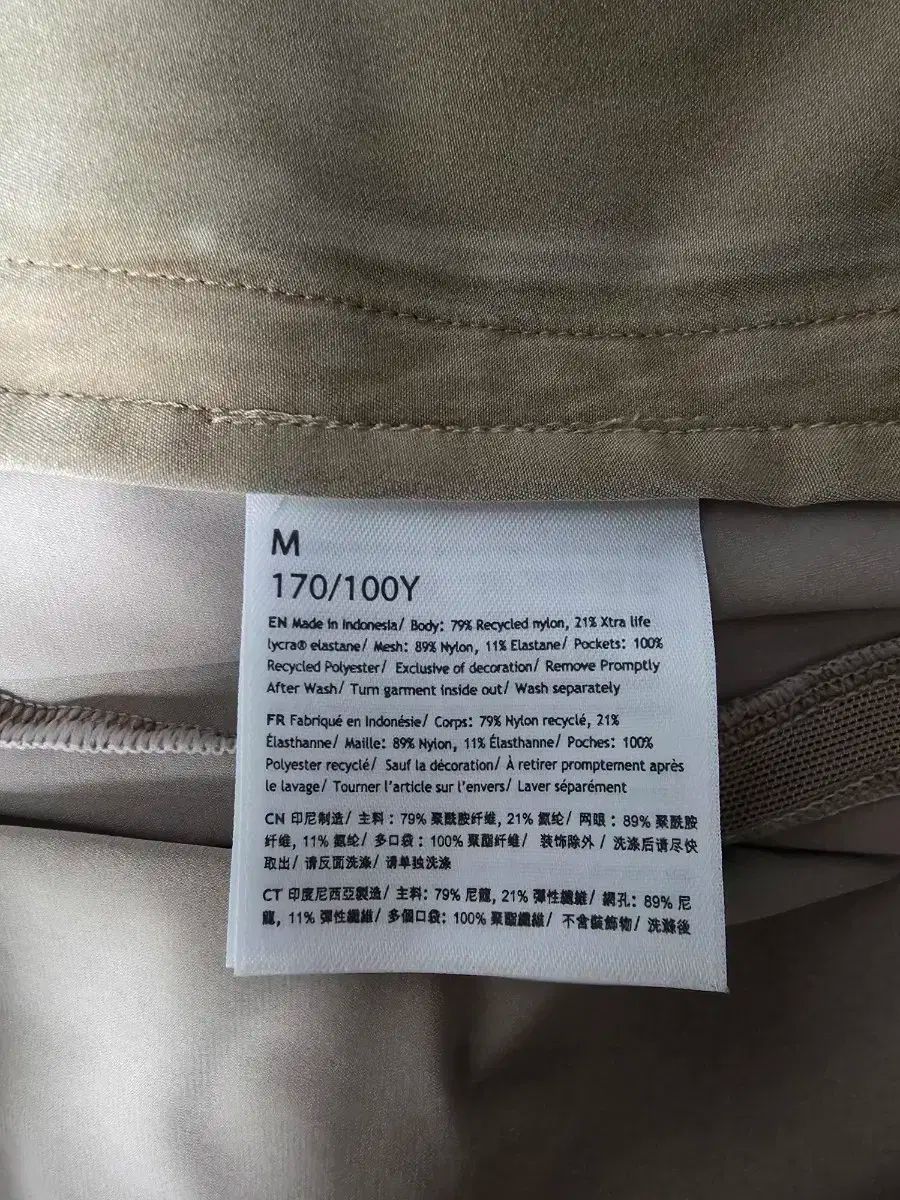 M
170/100Y
EN Made in Indonesia/ Body: 79% Recycled nylon, 21% Xtra life
lycra® elastane/ Mesh: 89% Nylon, 11% Elastane/ Pockets: 100%
Recycled Polyester/ Exclusive of decoration/ Remove Promptly
After Wash/ Turn garment inside out/ Wash separately
FR Fabriqué en Indonésie/ Corps: 79% Nylon recyclé, 21%
Élasthanne/ Maille: 89% Nylon, 11% Élasthanne/ Poches: 100%
Polyester recyclé/ Sauf la décoration/ À retirer promptement après
le lavage/ Tourner l'article sur l'envers/ Laver séparément
CN 印尼制造/ 主料：79% 聚酰胺纤维, 21% 氨纶/ 网眼：89% 聚酰胺
纤维, 11% 氨纶/ 多口袋：100% 聚酯纤维/ 装饰除外/ 洗涤后请尽快
取出/ 请反面洗涤/ 请单独洗涤
CT 印度尼西亞製造/ 主料: 79% 尼龍, 21% 彈性纖維/ 網孔: 89% 尼
龍, 11% 彈性纖維/ 多個口袋: 100% 聚酯纖維/ 不含裝飾物/ 洗滌後